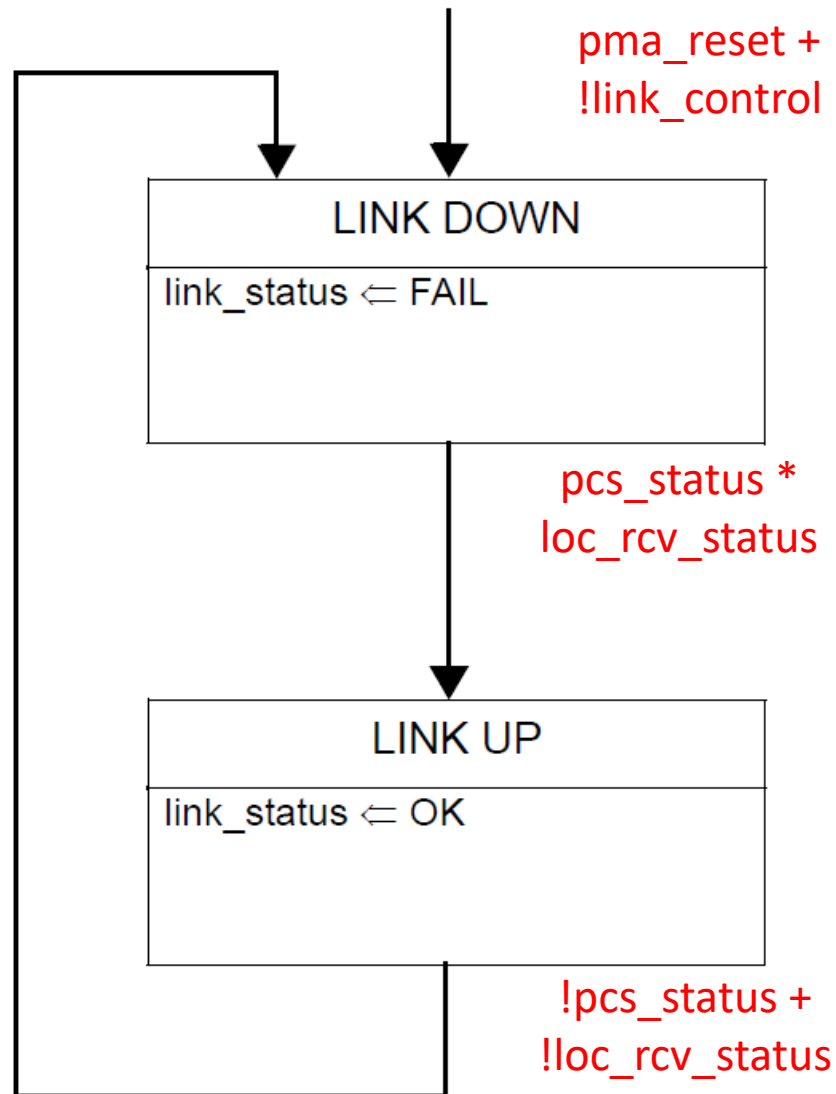 pma_reset +
!link_control
LINK DOWN
link_status ⇐ FAIL
pcs_status *
loc_rcv_status
LINK UP
link_status ⇐ OK
!pcs_status +
!loc_rcv_status